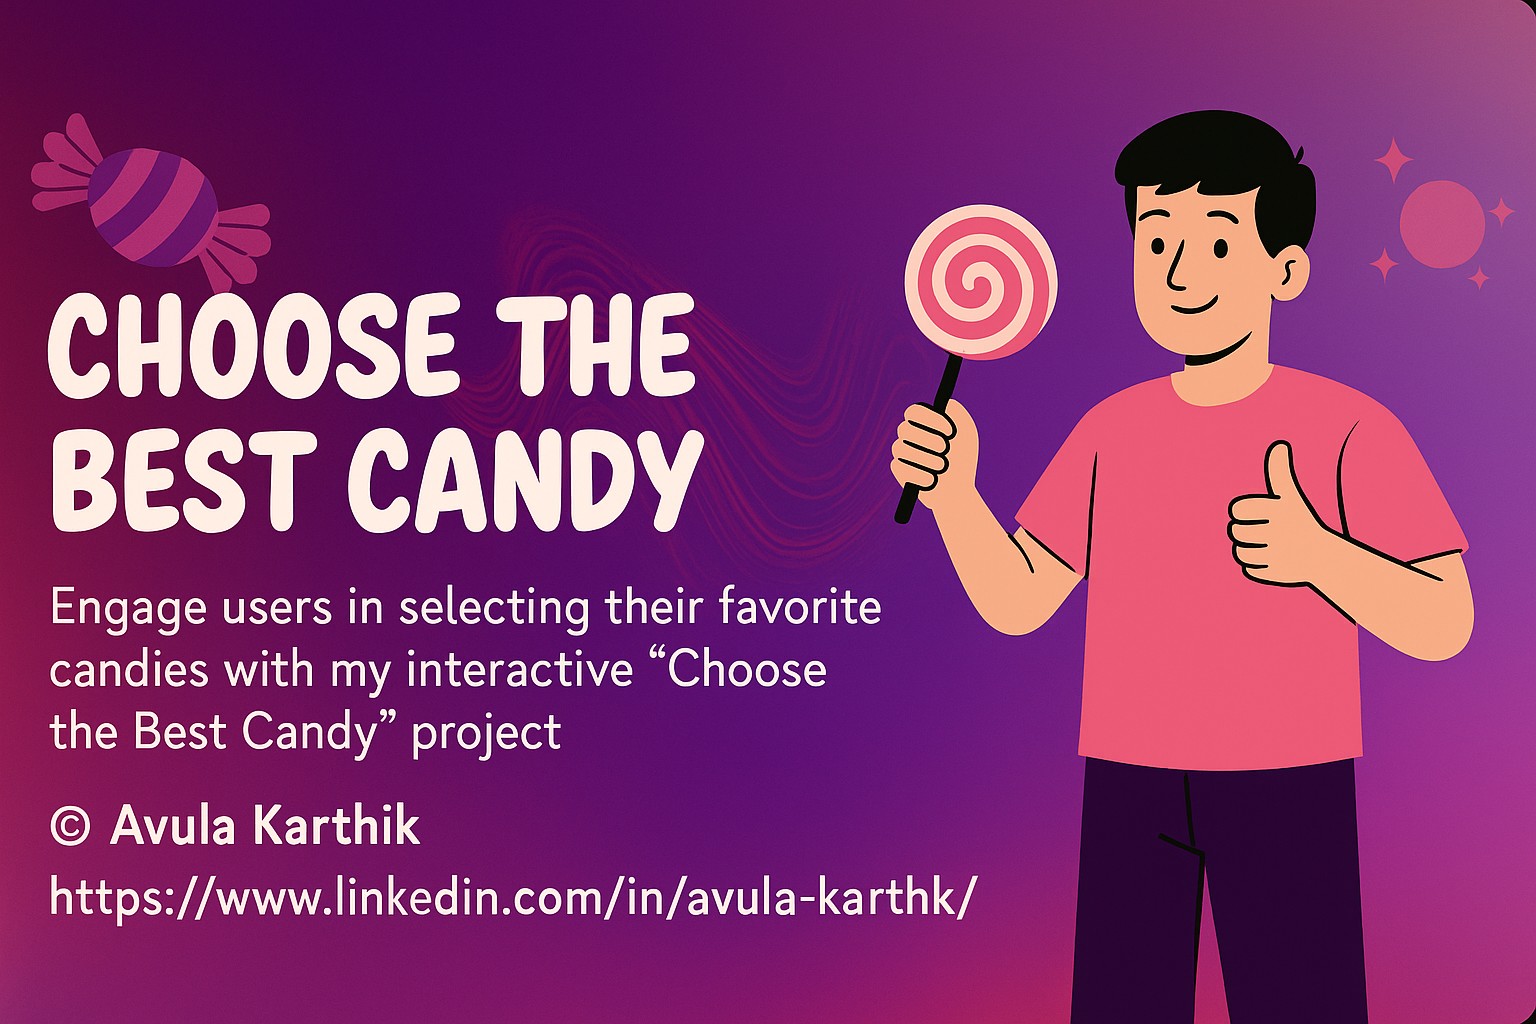 CHOOSE THE
BEST CANDY
Engage users in selecting their favorite
candies with my interactive “Choose
the Best Candy” project
© Avula Karthik
https://www.linkedin.com/in/avula-karthk/